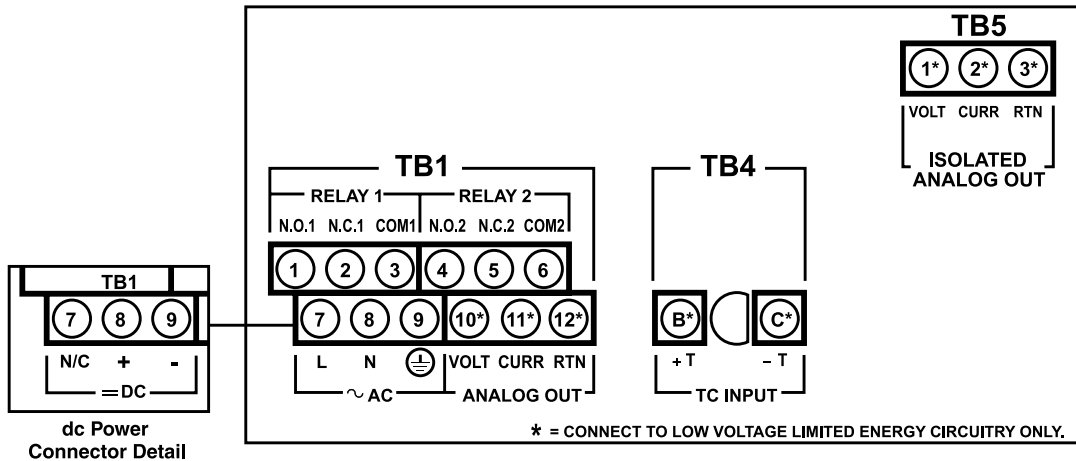 TB5
1* 2* 3*
VOLT CURR RTN
ISOLATED
ANALOG OUT
TB1
RELAY 1 RELAY 2
N.O.1 N.C.1 COM1 N.O.2 N.C.2 COM2
1 2 3 4 5 6
7 8 9 10* 11* 12*
L N VOLT CURR RTN
~ AC ANALOG OUT
TB4
B* C*
+ T – T
TC INPUT
TB1
7 8 9
N/C + -
= DC
dc Power
Connector Detail
* = CONNECT TO LOW VOLTAGE LIMITED ENERGY CIRCUITRY ONLY.